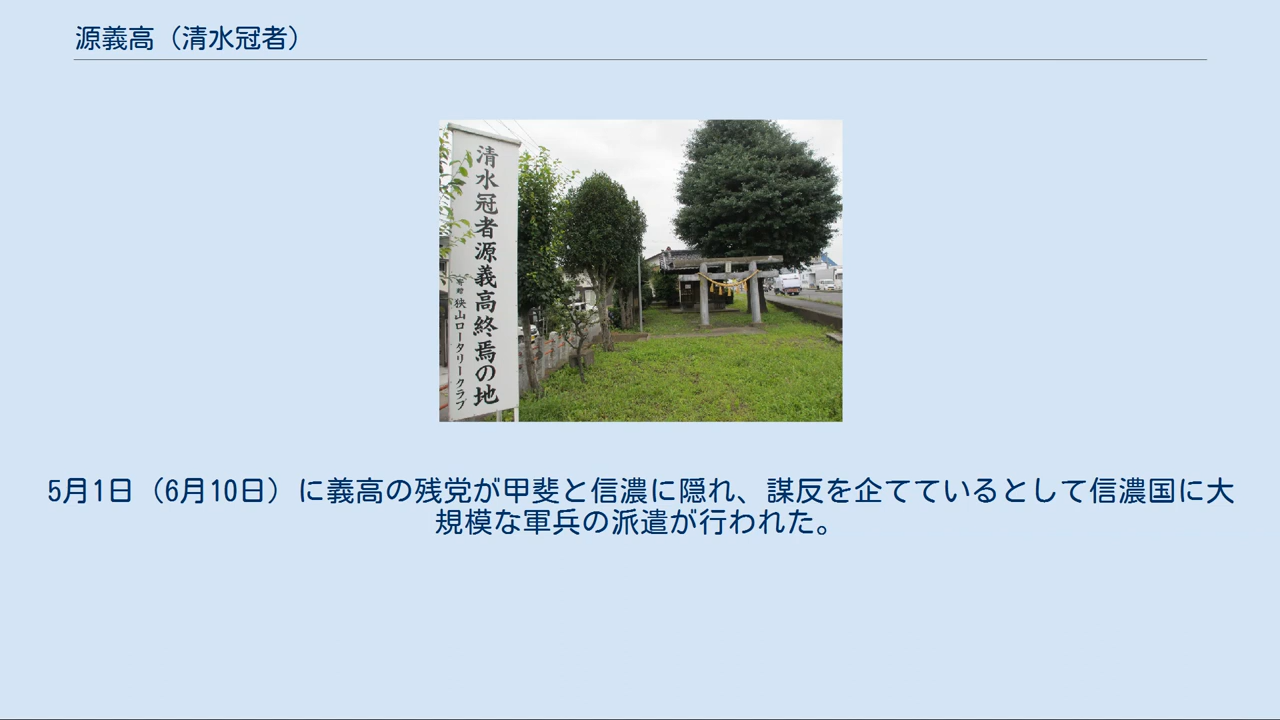 源義高（清水冠者）
清水冠者源義高終焉の地
狭山ロータリークラブ
5月1日（6月10日）に義高の残党が甲斐と信濃に隠れ、謀反を企てているとして信濃国に大
規模な軍兵の派遣が行われた。